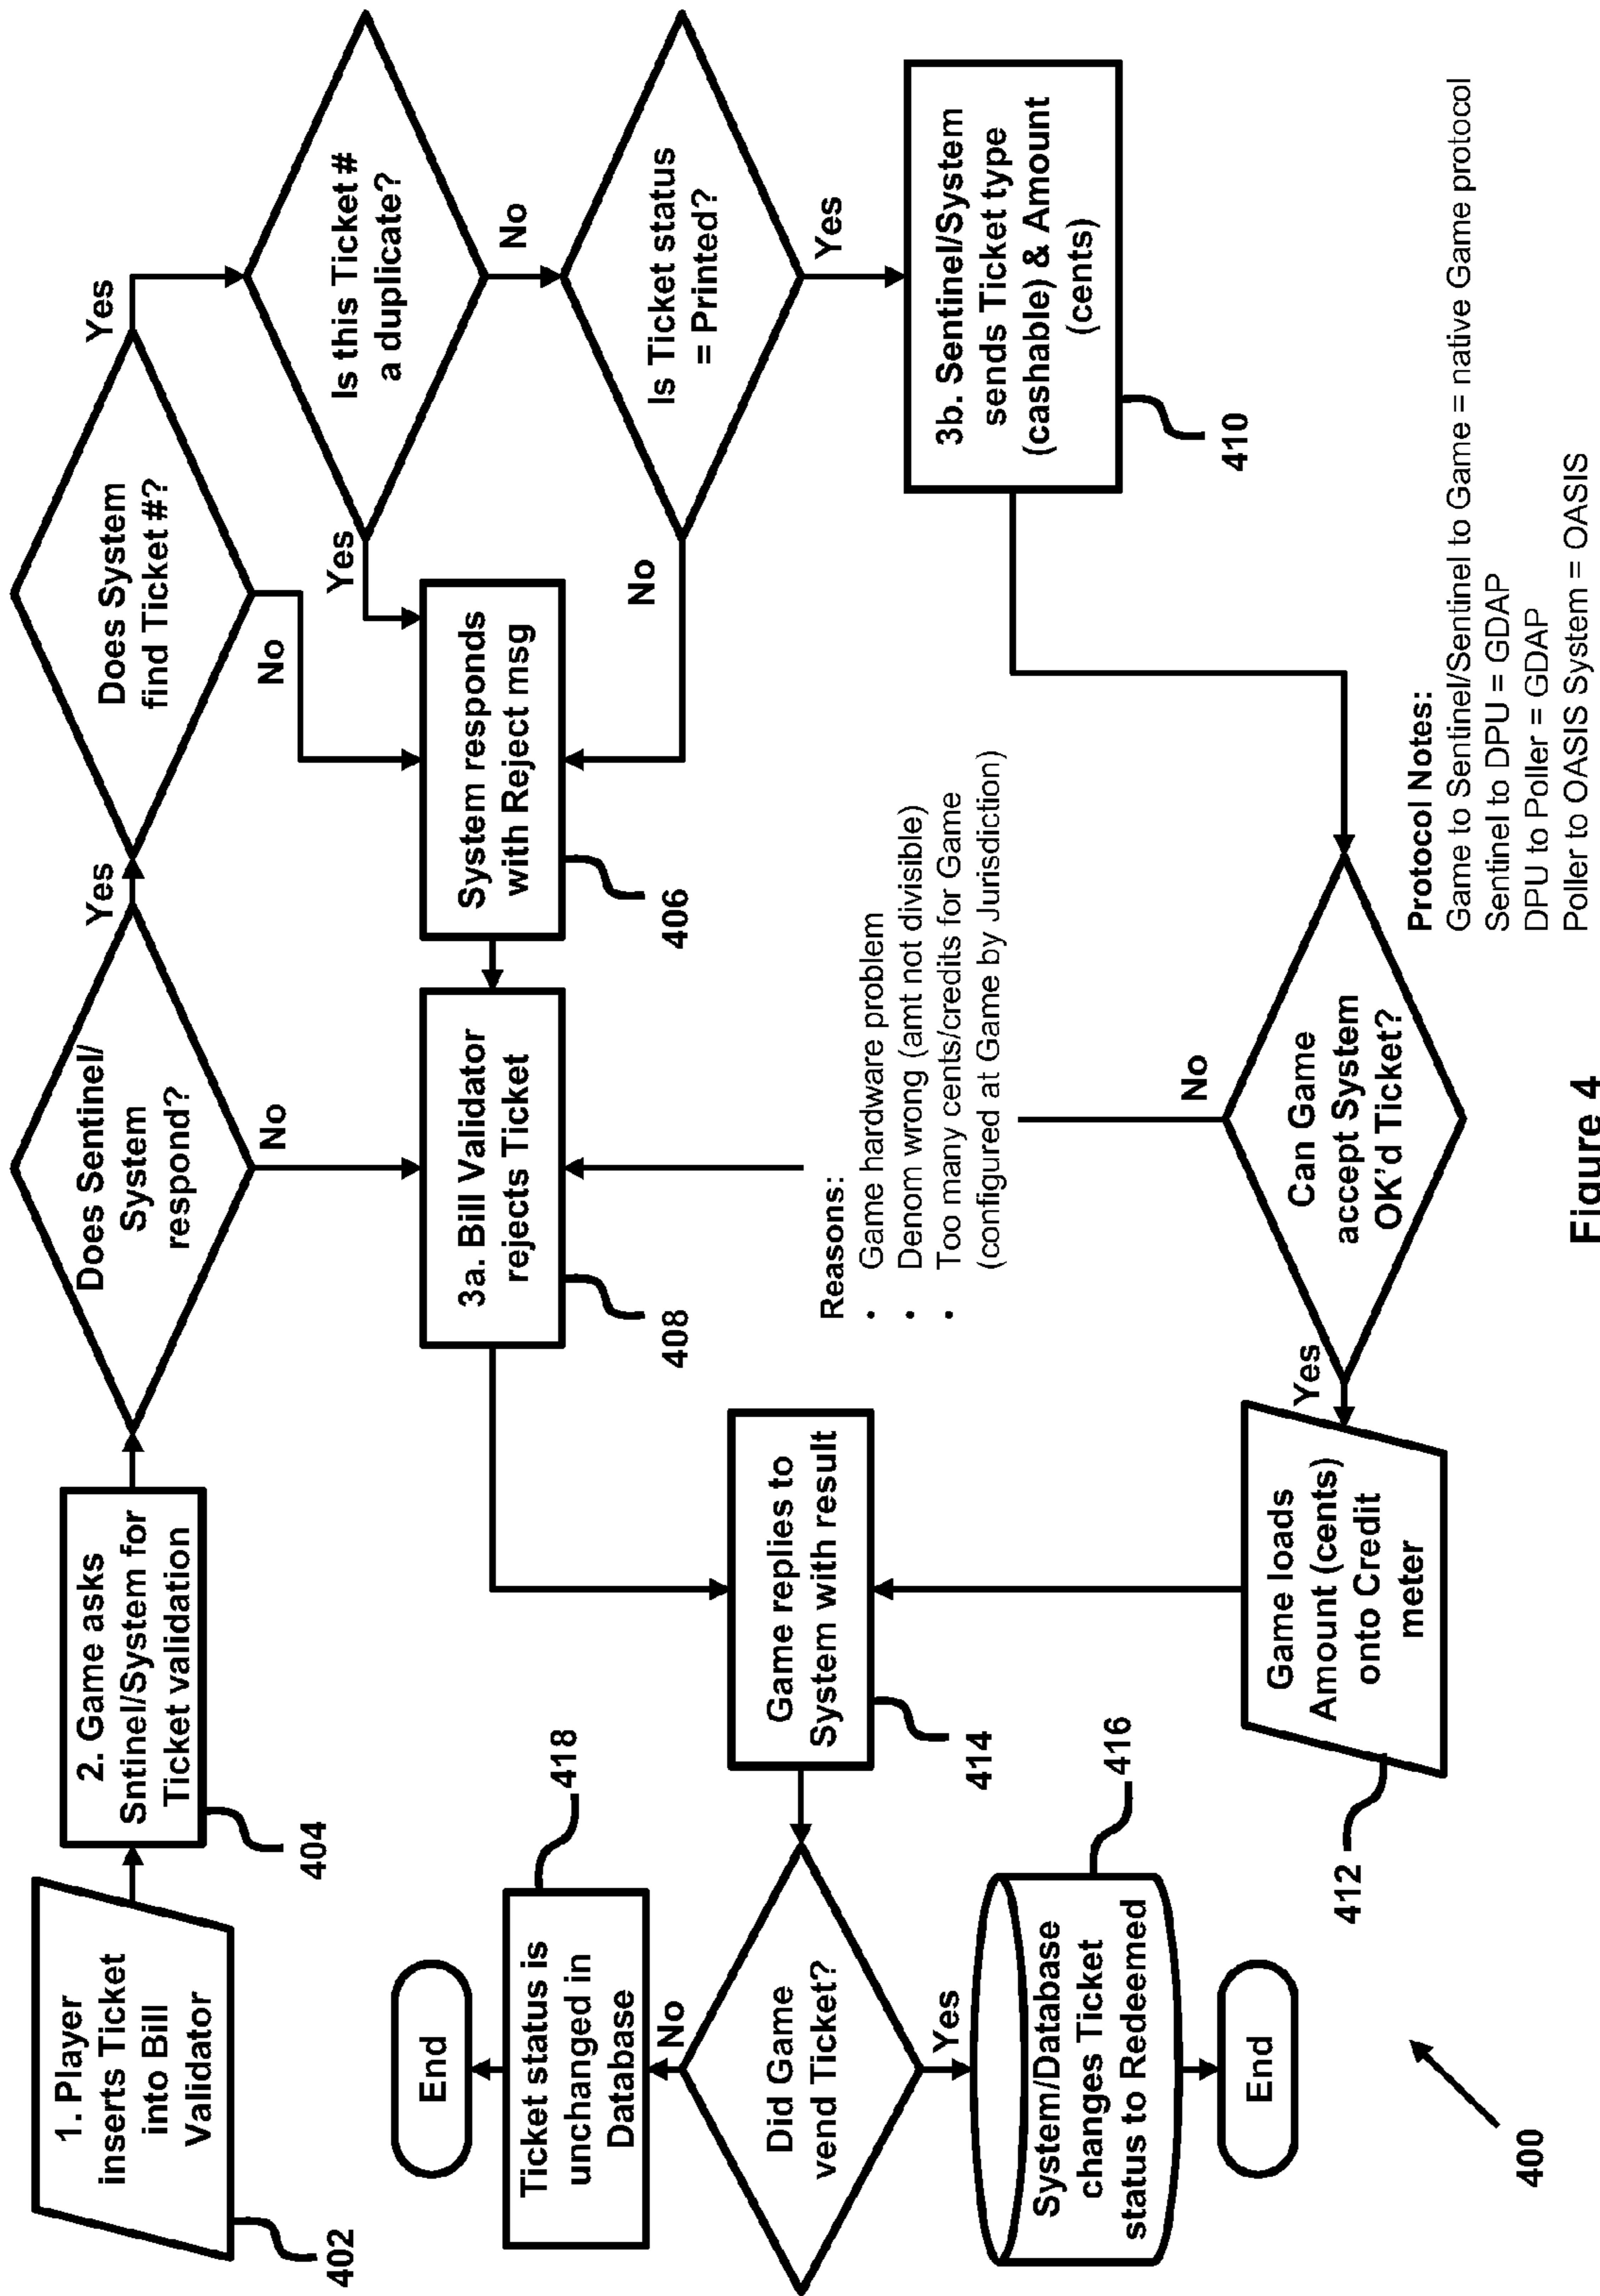 1. Player
inserts Ticket
into Bill
Validator
402
2. Game asks
Sntinel/System for
Ticket validation
404
Does Sentinel/
System
respond?
Yes
No
Does System
find Ticket #?
Yes
No
Is this Ticket #
a duplicate?
Yes
No
Is Ticket status
= Printed?
No
Yes
System responds
with Reject msg
406
3a. Bill Validator
rejects Ticket
408
3b. Sentinel/System
sends Ticket type
(cashable) & Amount
(cents)
410
Reasons:
• Game hardware problem
• Denom wrong (amt not divisible)
• Too many cents/credits for Game
(configured at Game by Jurisdiction)
No
Can Game
accept System
OK'd Ticket?
Yes
Game loads
Amount (cents)
onto Credit
meter
412
Game replies to
System with result
414
Did Game
vend Ticket?
No
Yes
Ticket status is
unchanged in
Database
418
End
System/Database
changes Ticket
status to Redeemed
416
End
Protocol Notes:
Game to Sentinel/Sentinel to Game = native Game protocol
Sentinel to DPU = GDAP
DPU to Poller = GDAP
Poller to OASIS System = OASIS
400
Figure 4